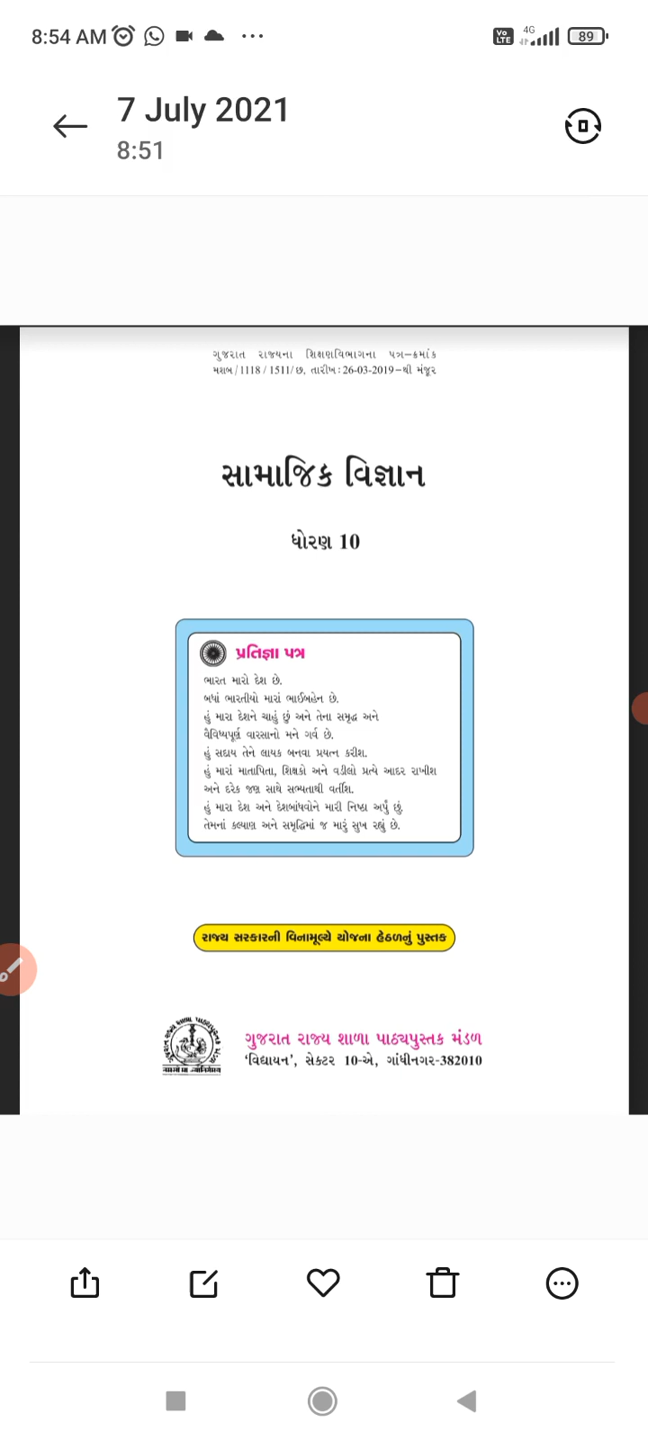 8:54 AM
Vo LTE 4G 89
7 July 2021
8:51
ગુજરાત રાજ્યના શિક્ષણવિભાગના પત્ર-ક્રમાંક
મશબ/1118/1511/છ, તારીખ : 26-03-2019-થી મંજૂર
સામાજિક વિજ્ઞાન
ધોરણ 10
પ્રતિજ્ઞા પત્ર
ભારત મારો દેશ છે.
બધાં ભારતીયો મારાં ભાઈબહેન છે.
હું મારા દેશને ચાહું છું અને તેના સમૃદ્ધ અને
વૈવિધ્યપૂર્ણ વારસાનો મને ગર્વ છે.
હું સદાય તેને લાયક બનવા પ્રયત્ન કરીશ.
હું મારાં માતાપિતા, શિક્ષકો અને વડીલો પ્રત્યે આદર રાખીશ
અને દરેક જણ સાથે સભ્યતાથી વર્તીશ.
હું મારા દેશ અને દેશબાંધવોને મારી નિષ્ઠા અર્પું છું.
તેમનાં કલ્યાણ અને સમૃદ્ધિમાં જ મારું સુખ રહ્યું છે.
રાજ્ય સરકારની વિનામૂલ્યે યોજના હેઠળનું પુસ્તક
ગુજરાત રાજ્ય શાળા પાઠ્યપુસ્તક મંડળ
'વિદ્યાયન', સેક્ટર 10-એ, ગાંધીનગર-382010